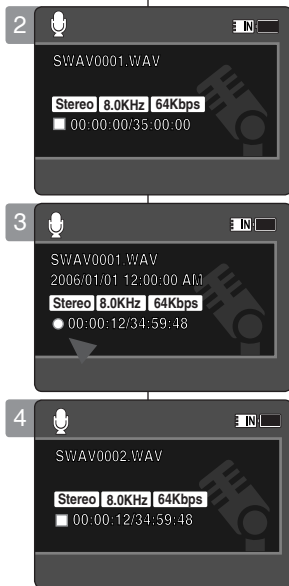 2
IN
SWAV0001.WAV
Stereo 8.0KHz 64Kbps
00:00:00/35:00:00
3
IN
SWAV0001.WAV
2006/01/01 12:00:00 AM
Stereo 8.0KHz 64Kbps
00:00:12/34:59:48
4
IN
SWAV0002.WAV
Stereo 8.0KHz 64Kbps
00:00:12/34:59:48